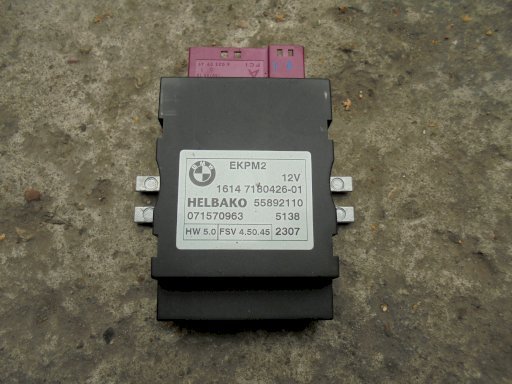 EKPM2
12V
1614 7180426-01
HELBAKO 55892110
071570963 5138
HW 5.0 FSV 4.50.45 2307